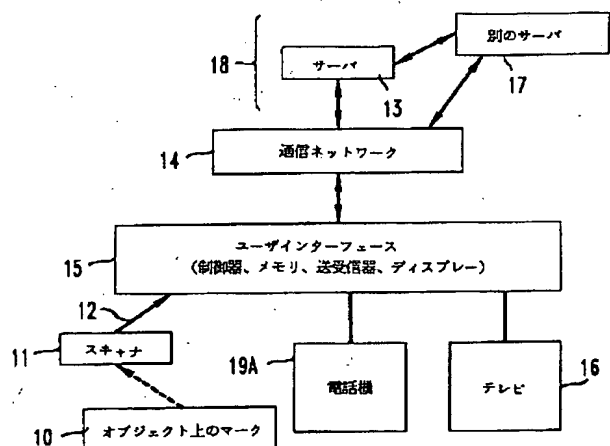 別のサーバ
18
サーバ
13
17
14
通信ネットワーク
15
ユーザインターフェース
(制御器、メモリ、送受信器、ディスプレー)
12
11
スキャナ
19A
電話機
テレビ
16
10
オブジェクト上のマーク